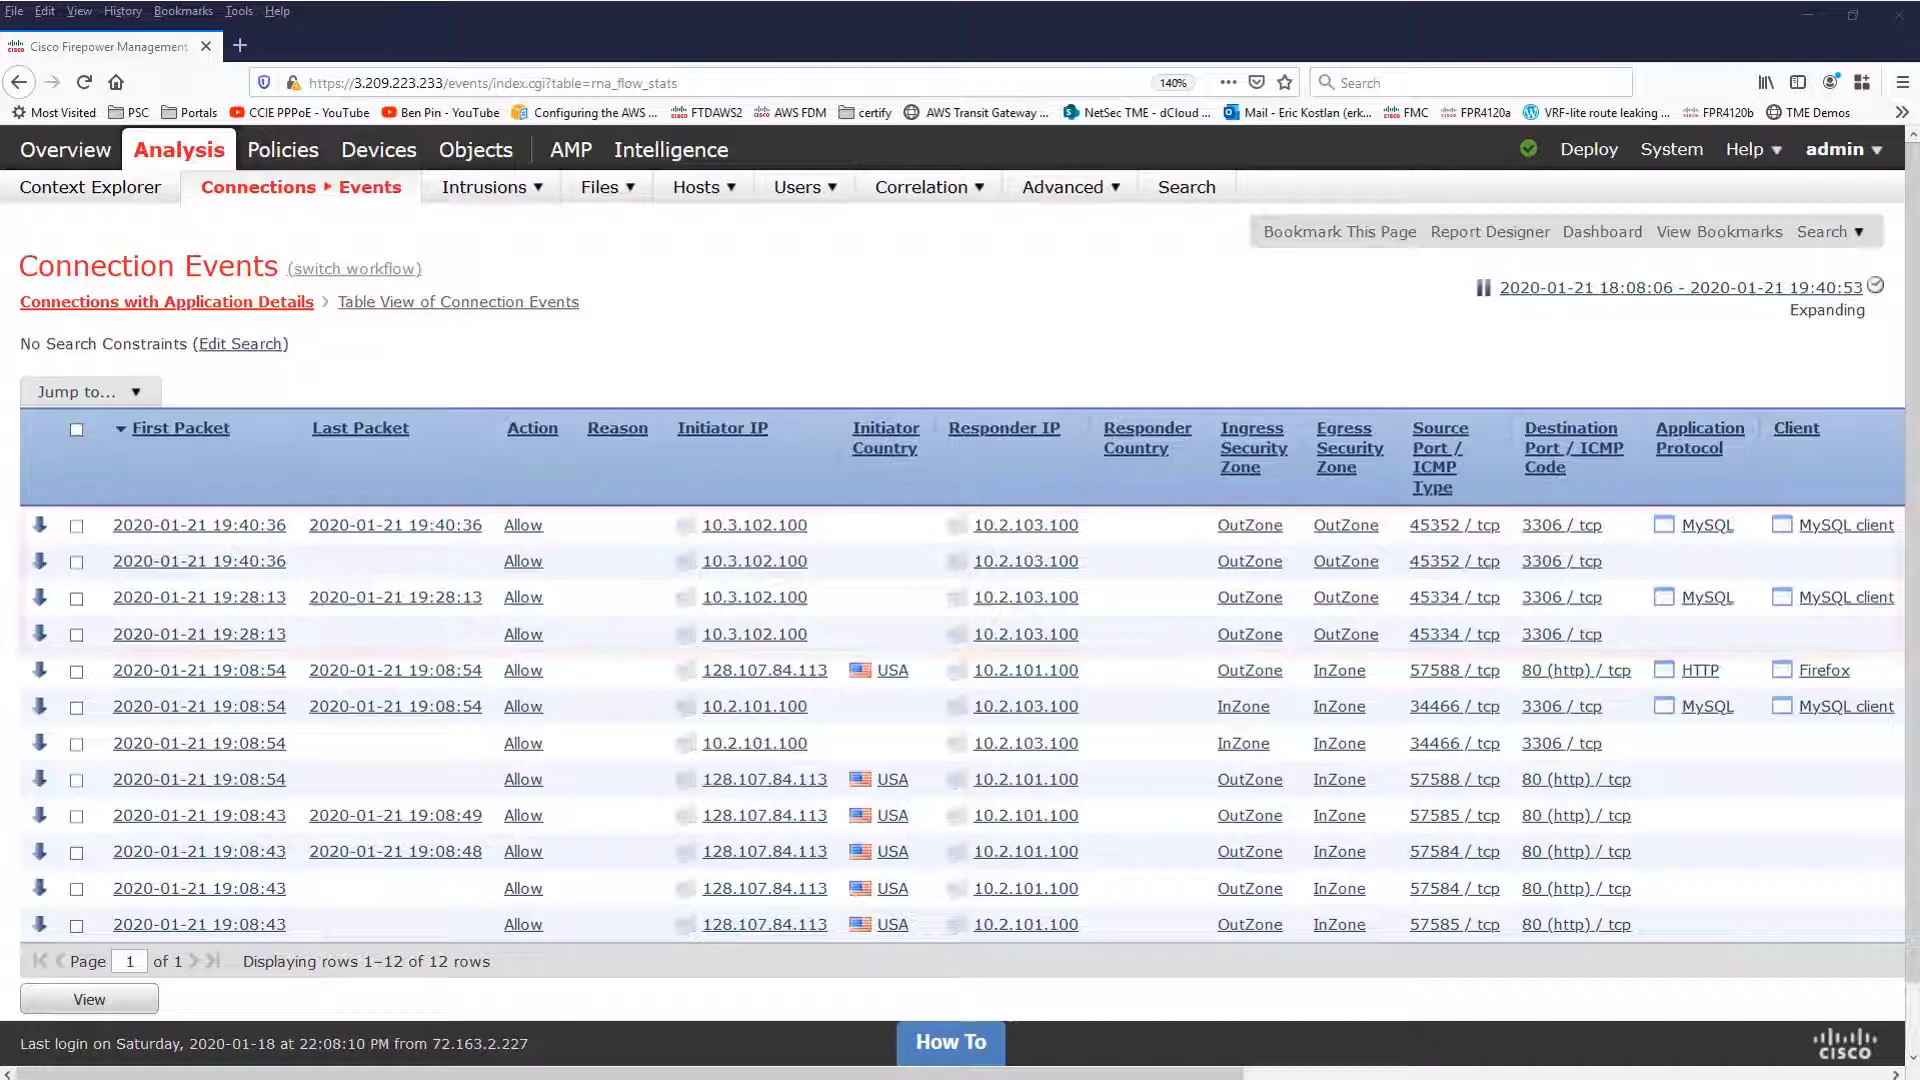 File Edit View History Bookmarks Tools Help
Cisco Firepower Management
https://3.209.223.233/events/index.cgi?table=rna_flow_stats 140% Search
Most Visited PSC Portals CCIE PPPoE - YouTube Ben Pin - YouTube Configuring the AWS ... FTDAWS2 AWS FDM certify AWS Transit Gateway ... NetSec TME - dCloud ... Mail - Eric Kostlan (erk... FMC FPR4120a VRF-lite route leaking ... FPR4120b TME Demos
Overview Analysis Policies Devices Objects AMP Intelligence Deploy System Help admin
Context Explorer Connections Events Intrusions Files Hosts Users Correlation Advanced Search
Bookmark This Page Report Designer Dashboard View Bookmarks Search
Connection Events (switch workflow)
2020-01-21 18:08:06 - 2020-01-21 19:40:53
Connections with Application Details > Table View of Connection Events
Expanding
No Search Constraints (Edit Search)
Jump to...
First Packet Last Packet Action Reason Initiator IP Initiator Country Responder IP Responder Country Ingress Security Zone Egress Security Zone Source Port / ICMP Type Destination Port / ICMP Code Application Protocol Client
2020-01-21 19:40:36 2020-01-21 19:40:36 Allow 10.3.102.100 10.2.103.100 OutZone OutZone 45352 / tcp 3306 / tcp MySQL MySQL client
2020-01-21 19:40:36 Allow 10.3.102.100 10.2.103.100 OutZone OutZone 45352 / tcp 3306 / tcp
2020-01-21 19:28:13 2020-01-21 19:28:13 Allow 10.3.102.100 10.2.103.100 OutZone OutZone 45334 / tcp 3306 / tcp MySQL MySQL client
2020-01-21 19:28:13 Allow 10.3.102.100 10.2.103.100 OutZone OutZone 45334 / tcp 3306 / tcp
2020-01-21 19:08:54 2020-01-21 19:08:54 Allow 128.107.84.113 USA 10.2.101.100 OutZone InZone 57588 / tcp 80 (http) / tcp HTTP Firefox
2020-01-21 19:08:54 2020-01-21 19:08:54 Allow 10.2.101.100 10.2.103.100 InZone InZone 34466 / tcp 3306 / tcp MySQL MySQL client
2020-01-21 19:08:54 Allow 10.2.101.100 10.2.103.100 InZone InZone 34466 / tcp 3306 / tcp
2020-01-21 19:08:54 Allow 128.107.84.113 USA 10.2.101.100 OutZone InZone 57588 / tcp 80 (http) / tcp
2020-01-21 19:08:43 2020-01-21 19:08:49 Allow 128.107.84.113 USA 10.2.101.100 OutZone InZone 57585 / tcp 80 (http) / tcp
2020-01-21 19:08:43 2020-01-21 19:08:48 Allow 128.107.84.113 USA 10.2.101.100 OutZone InZone 57584 / tcp 80 (http) / tcp
2020-01-21 19:08:43 Allow 128.107.84.113 USA 10.2.101.100 OutZone InZone 57584 / tcp 80 (http) / tcp
2020-01-21 19:08:43 Allow 128.107.84.113 USA 10.2.101.100 OutZone InZone 57585 / tcp 80 (http) / tcp
Page 1 of 1 Displaying rows 1–12 of 12 rows
View
Last login on Saturday, 2020-01-18 at 22:08:10 PM from 72.163.2.227 How To CISCO